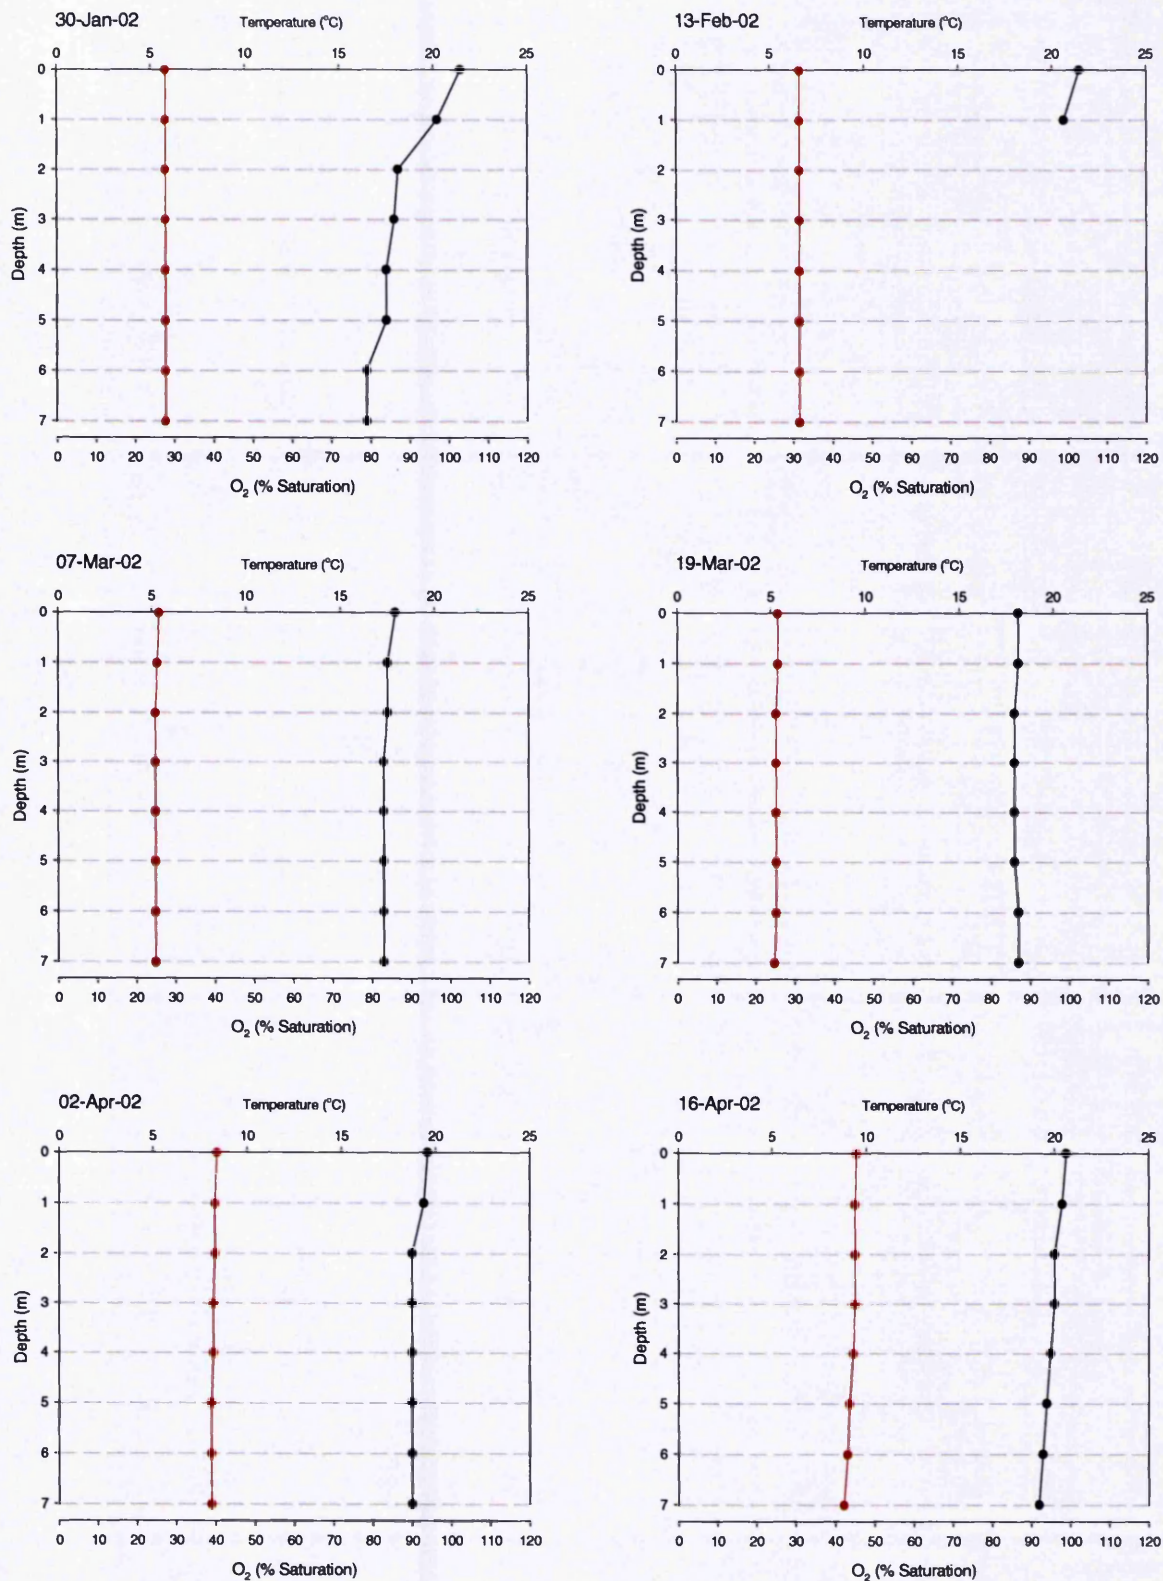 30-Jan-02 Temperature (°C)
0 5 10 15 20 25
0
1
2
3
4
5
6
7
Depth (m)
0 10 20 30 40 50 60 70 80 90 100 110 120
O₂ (% Saturation)
13-Feb-02 Temperature (°C)
0 5 10 15 20 25
0
1
2
3
4
5
6
7
Depth (m)
0 10 20 30 40 50 60 70 80 90 100 110 120
O₂ (% Saturation)
07-Mar-02 Temperature (°C)
0 5 10 15 20 25
0
1
2
3
4
5
6
7
Depth (m)
0 10 20 30 40 50 60 70 80 90 100 110 120
O₂ (% Saturation)
19-Mar-02 Temperature (°C)
0 5 10 15 20 25
0
1
2
3
4
5
6
7
Depth (m)
0 10 20 30 40 50 60 70 80 90 100 110 120
O₂ (% Saturation)
02-Apr-02 Temperature (°C)
0 5 10 15 20 25
0
1
2
3
4
5
6
7
Depth (m)
0 10 20 30 40 50 60 70 80 90 100 110 120
O₂ (% Saturation)
16-Apr-02 Temperature (°C)
0 5 10 15 20 25
0
1
2
3
4
5
6
7
Depth (m)
0 10 20 30 40 50 60 70 80 90 100 110 120
O₂ (% Saturation)